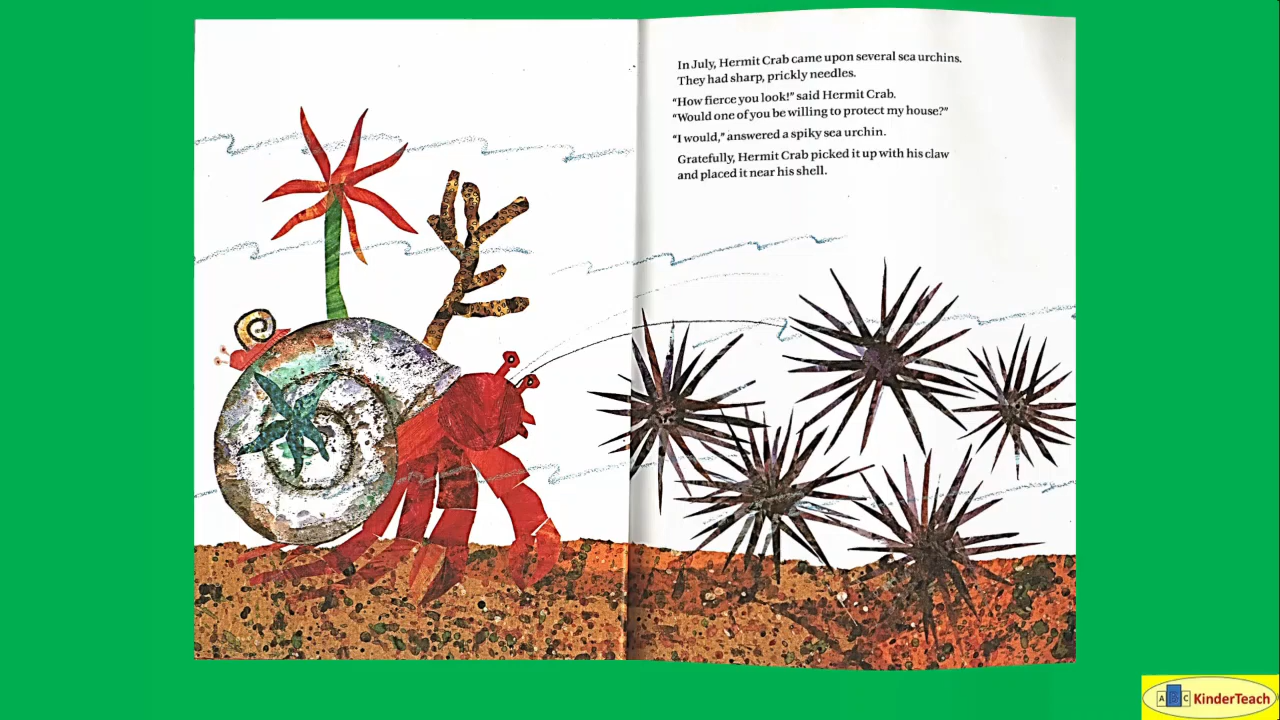 In July, Hermit Crab came upon several sea urchins.
They had sharp, prickly needles.
“How fierce you look!” said Hermit Crab.
“Would one of you be willing to protect my house?”
“I would,” answered a spiky sea urchin.
Gratefully, Hermit Crab picked it up with his claw
and placed it near his shell.
A B C KinderTeach